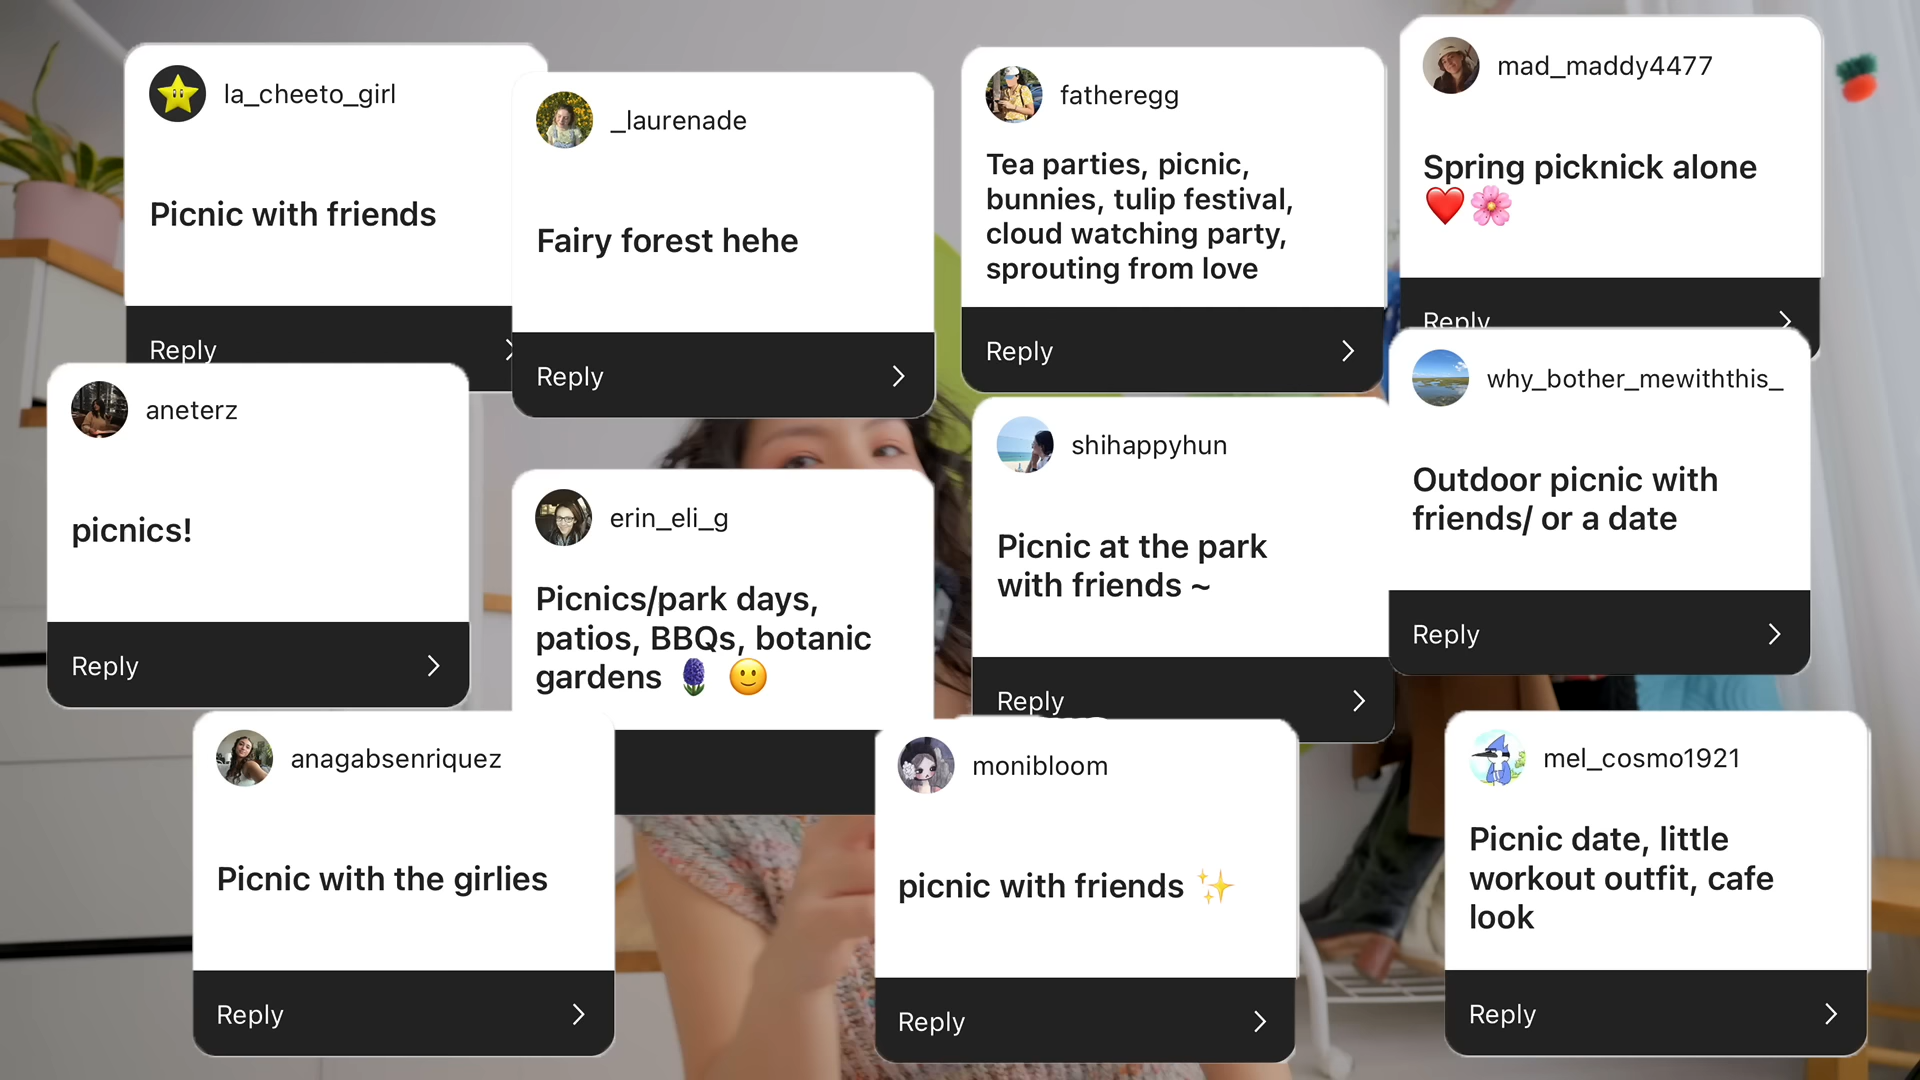 la_cheeto_girl
Picnic with friends
Reply
_laurenade
Fairy forest hehe
Reply
fatheregg
Tea parties, picnic,
bunnies, tulip festival,
cloud watching party,
sprouting from love
Reply
mad_maddy4477
Spring picknick alone
❤️🌸
Reply
aneterz
picnics!
Reply
erin_eli_g
Picnics/park days,
patios, BBQs, botanic
gardens 🪻 🙂
shihappyhun
Picnic at the park
with friends ~
Reply
why_bother_mewiththis_
Outdoor picnic with
friends/ or a date
Reply
anagabsenriquez
Picnic with the girlies
Reply
monibloom
picnic with friends ✨
Reply
mel_cosmo1921
Picnic date, little
workout outfit, cafe
look
Reply